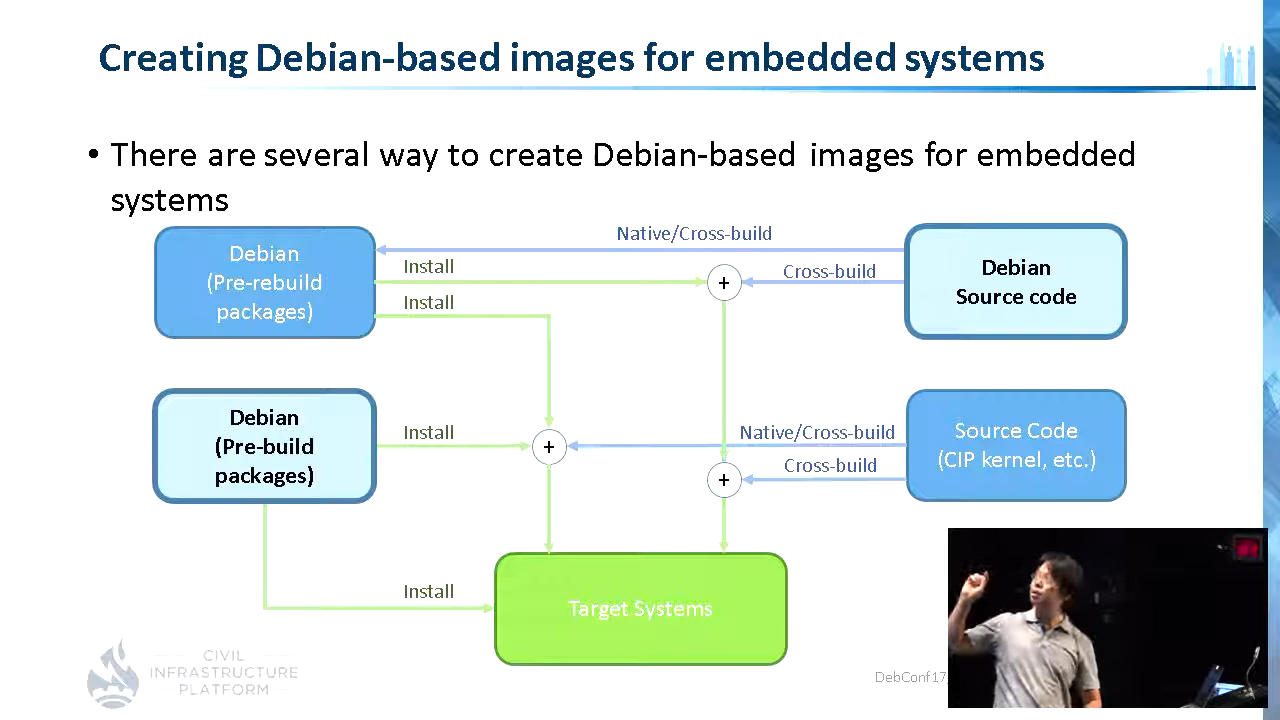 Creating Debian-based images for embedded systems
• There are several way to create Debian-based images for embedded
systems
Native/Cross-build
Debian
(Pre-rebuild
packages)
Install
Install
Cross-build
+
Debian
Source code
Debian
(Pre-build
packages)
Install
+
Native/Cross-build
Cross-build
+
Source Code
(CIP kernel, etc.)
Install
Target Systems
CIVIL
INFRASTRUCTURE
PLATFORM
DebConf17,